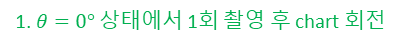 1. 𝜃 = 0° 상태에서 1회 촬영 후 chart 회전